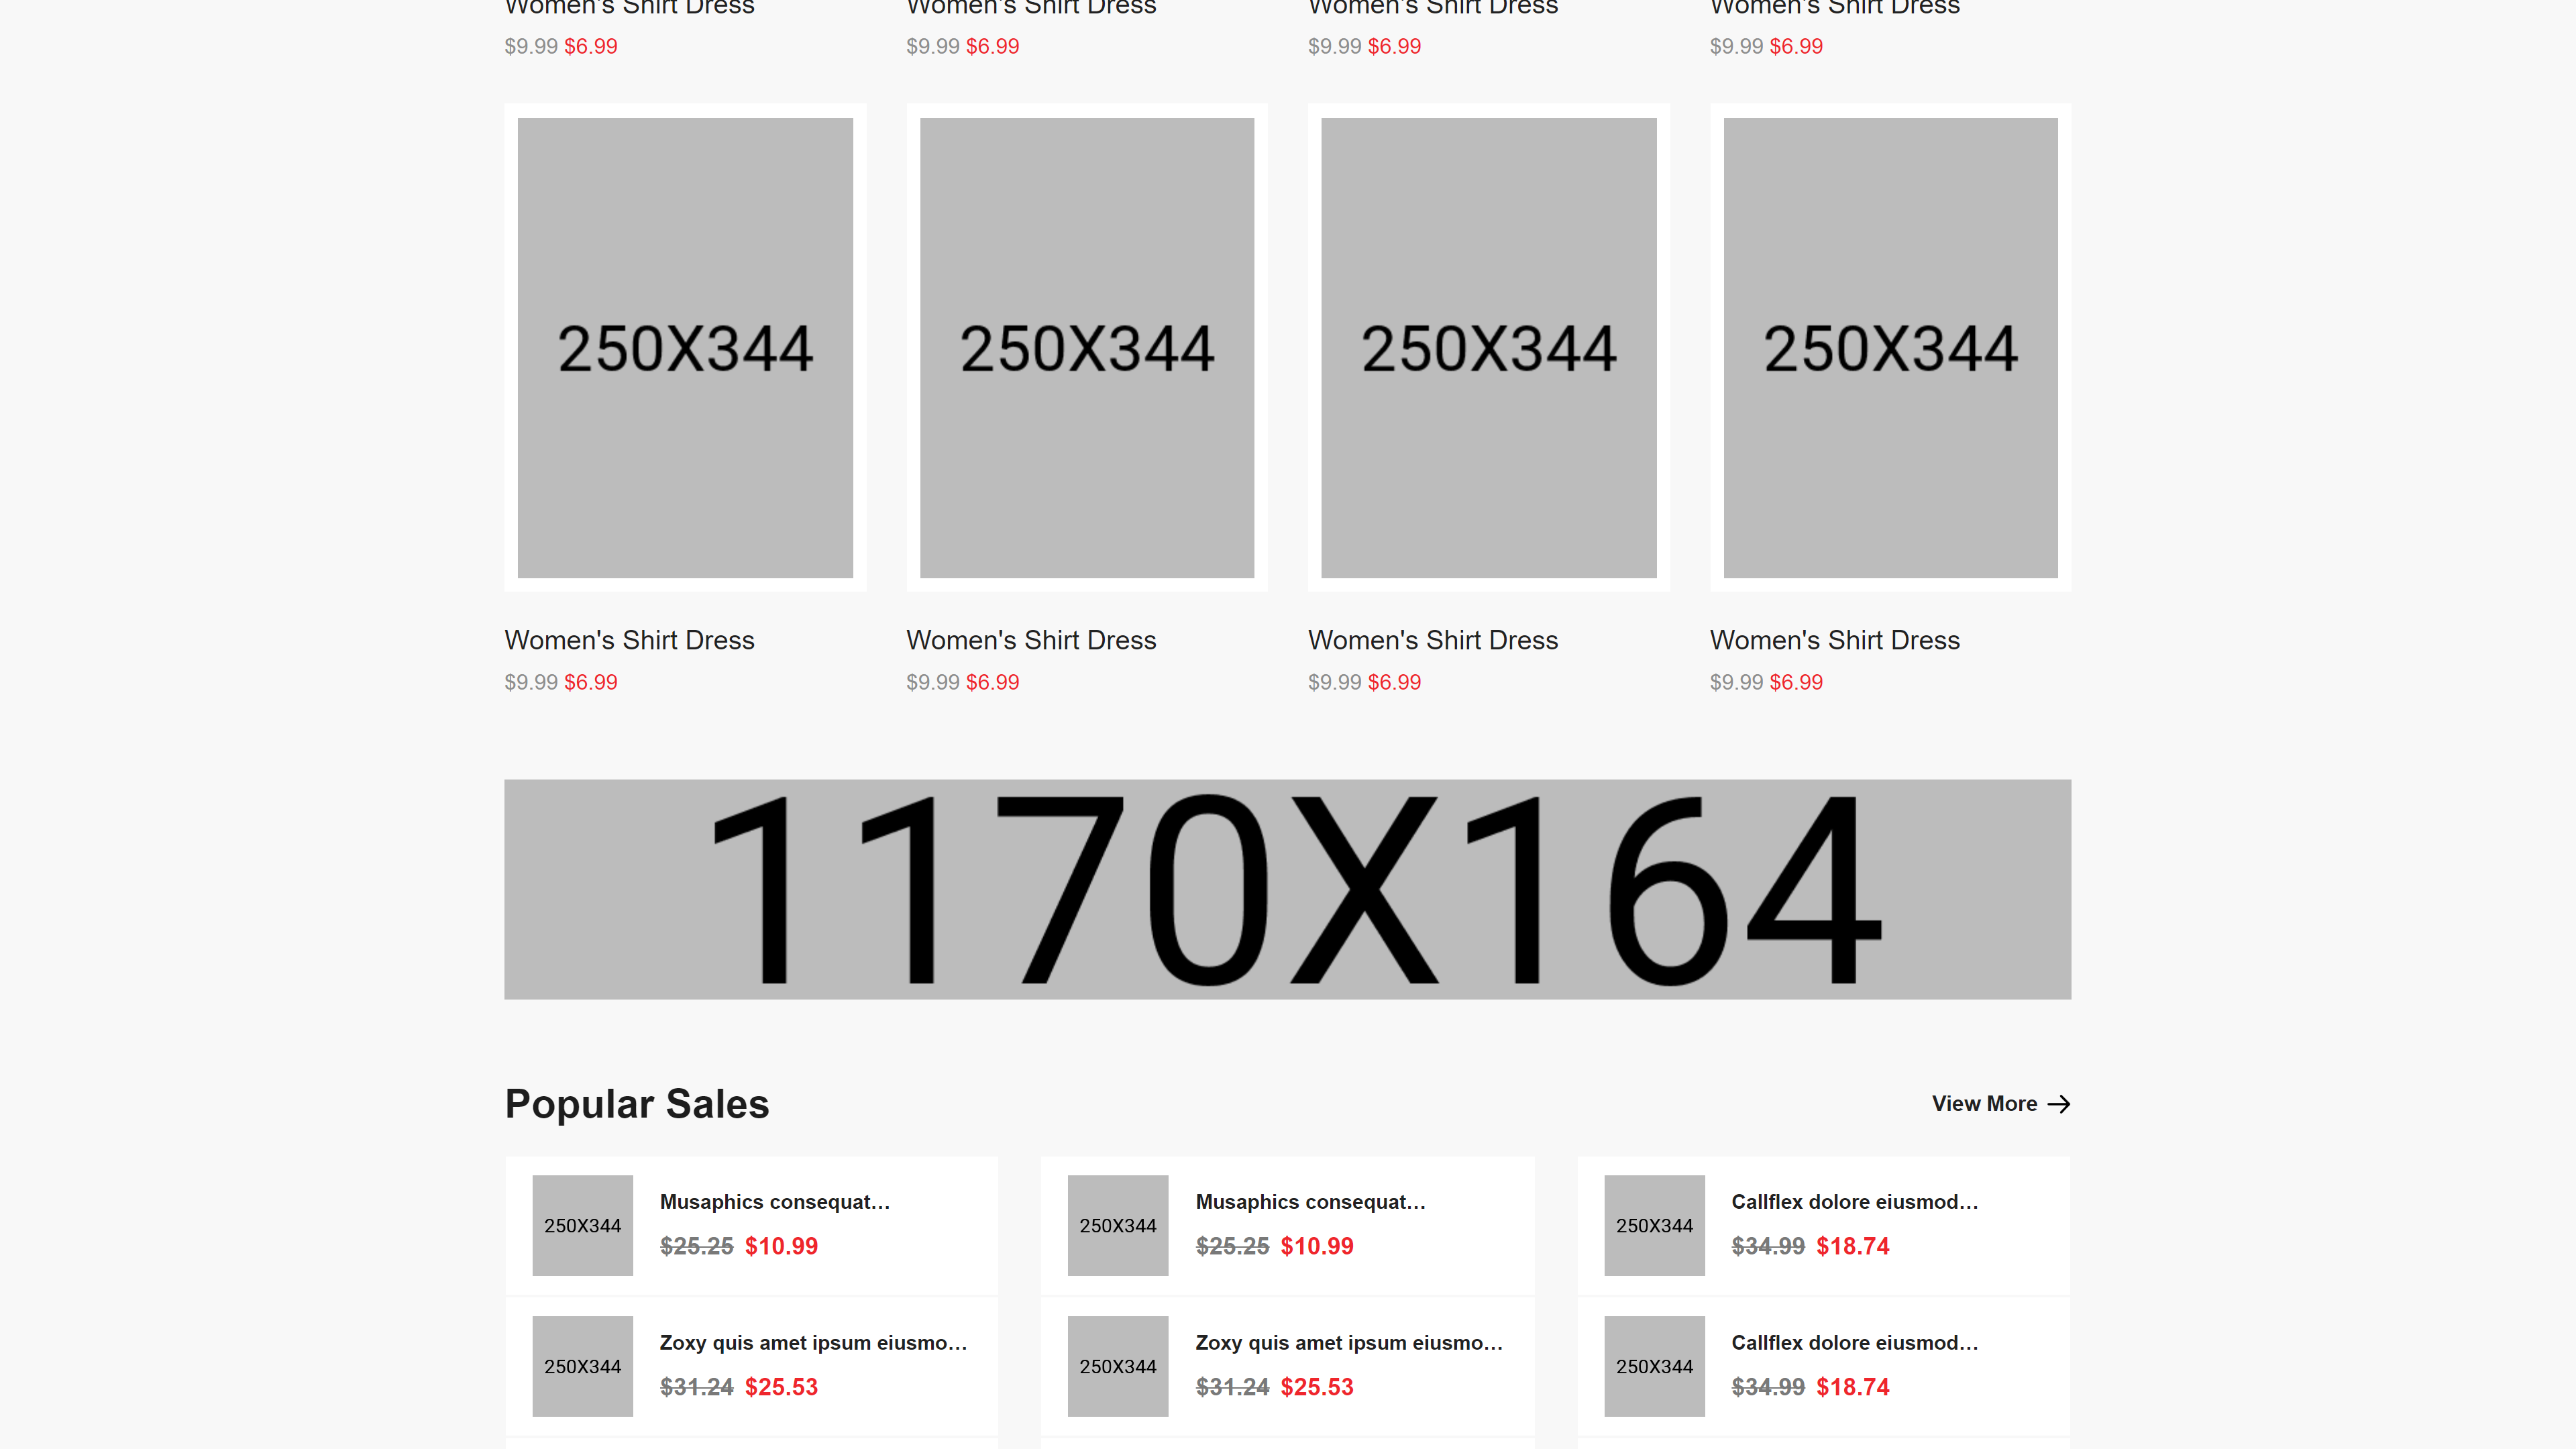 Women's Shirt Dress Women's Shirt Dress Women's Shirt Dress Women's Shirt Dress
$9.99 $6.99 $9.99 $6.99 $9.99 $6.99 $9.99 $6.99
250X344 250X344 250X344 250X344
Women's Shirt Dress Women's Shirt Dress Women's Shirt Dress Women's Shirt Dress
$9.99 $6.99 $9.99 $6.99 $9.99 $6.99 $9.99 $6.99
1170X164
Popular Sales View More
250X344 Musaphics consequat... 250X344 Musaphics consequat... 250X344 Callflex dolore eiusmod...
$25.25 $10.99 $25.25 $10.99 $34.99 $18.74
250X344 Zoxy quis amet ipsum eiusmo... 250X344 Zoxy quis amet ipsum eiusmo... 250X344 Callflex dolore eiusmod...
$31.24 $25.53 $31.24 $25.53 $34.99 $18.74